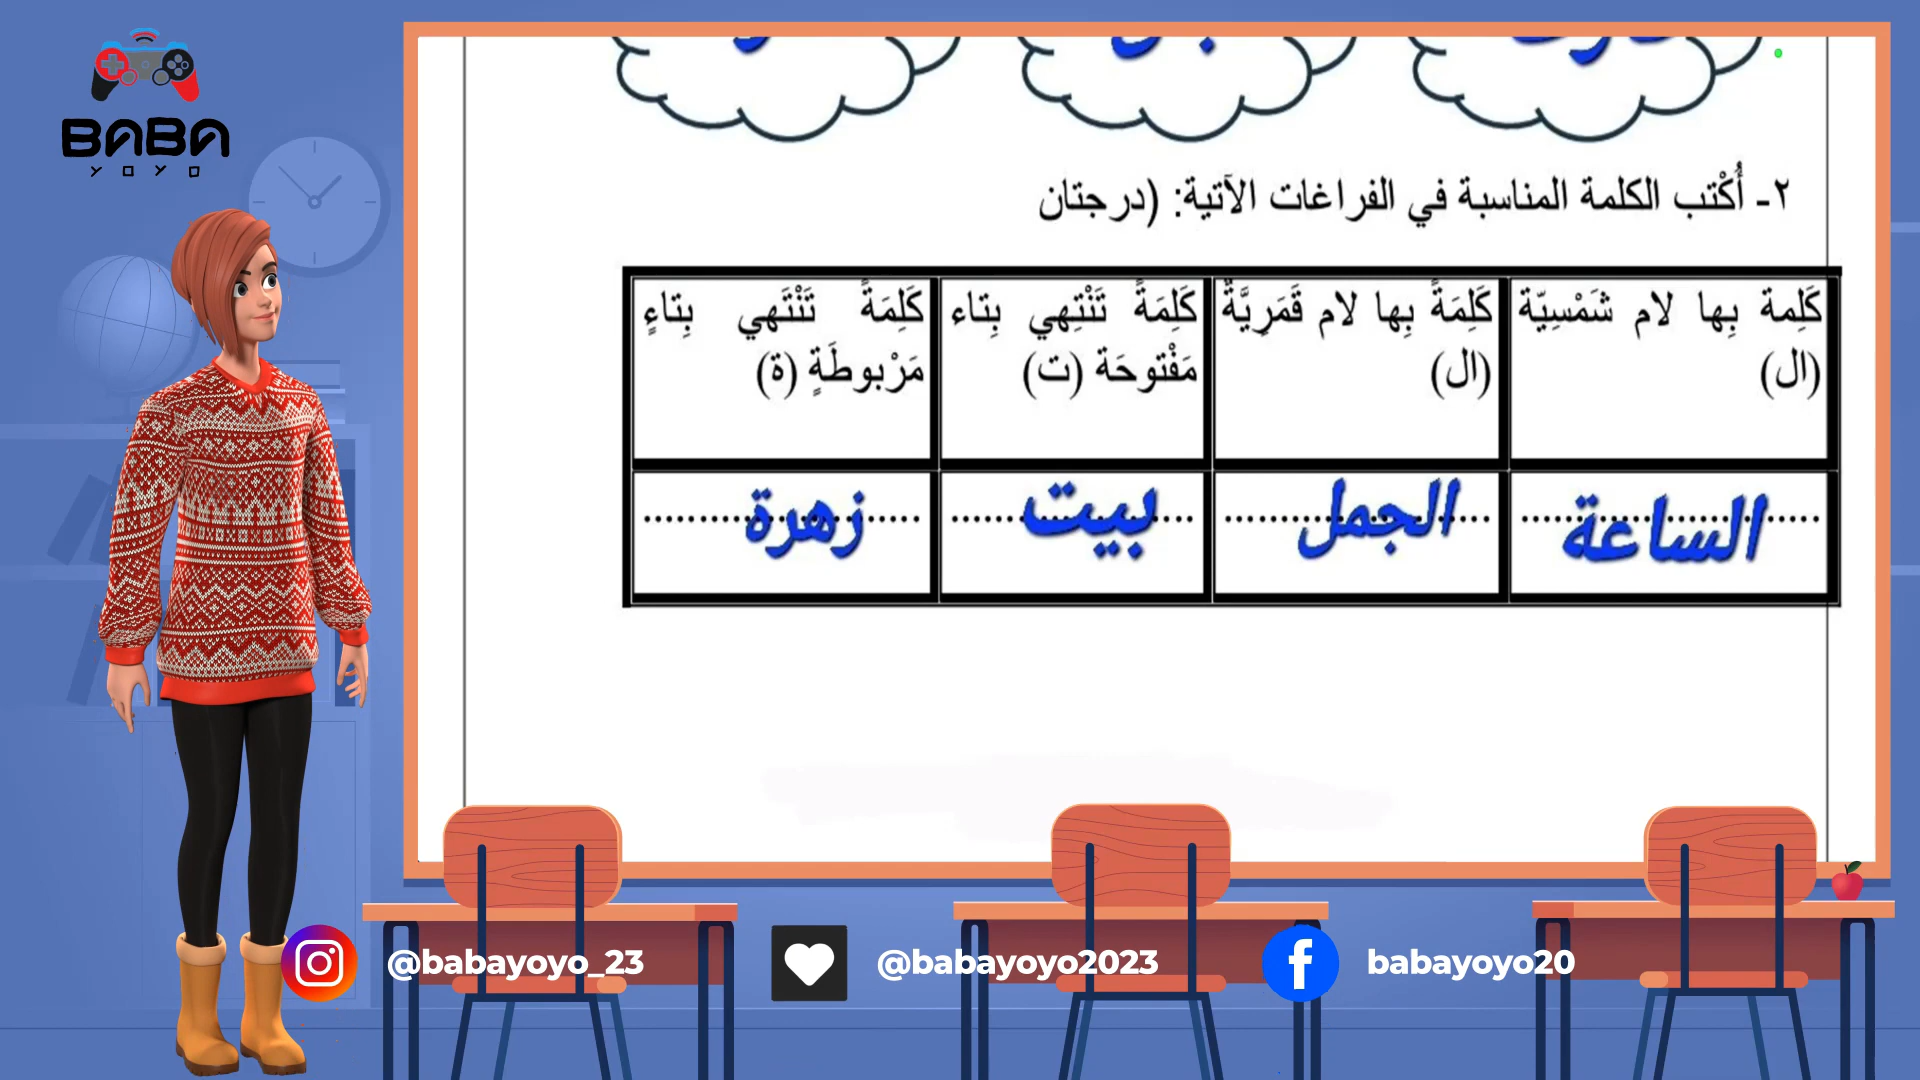 BABA
YOYO
٢- أُكْتب الكلمة المناسبة في الفراغات الآتية: (درجتان
كَلِمة بِها لام شَمْسِيّة
(ال)
كَلِمَةً بِها لام قَمَرِيَّةٌ
(ال)
كَلِمَةً تَنْتِهي بِتاء
مَفْتوحَة (ت)
كَلِمَةً تَنْتَهي بِتاءٍ
مَرْبوطَةٍ (ة)
الساعة
الجمل
بيت
زهرة
@babayoyo_23
@babayoyo2023
babayoyo20